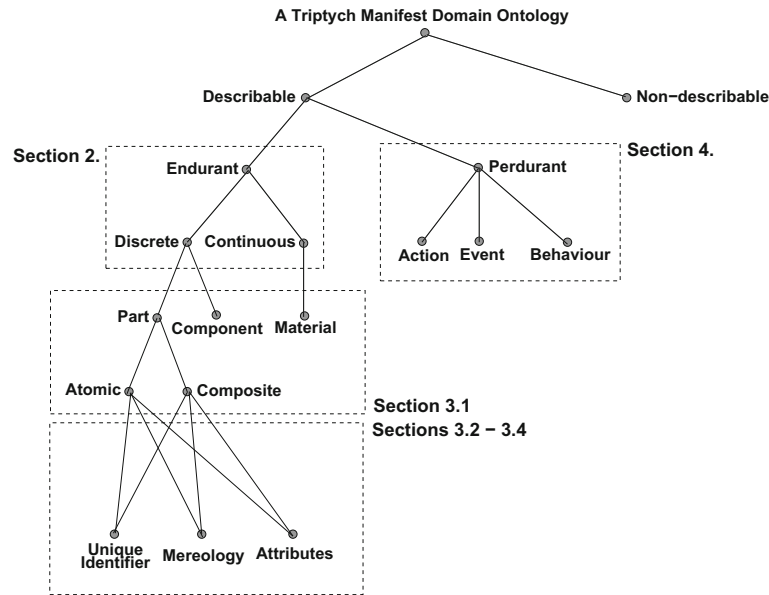 A Triptych Manifest Domain Ontology
Describable
Non−describable
Section 2.
Endurant
Perdurant
Section 4.
Discrete
Continuous
Action
Event
Behaviour
Part
Component
Material
Atomic
Composite
Section 3.1
Sections 3.2 − 3.4
Unique
Identifier
Mereology
Attributes